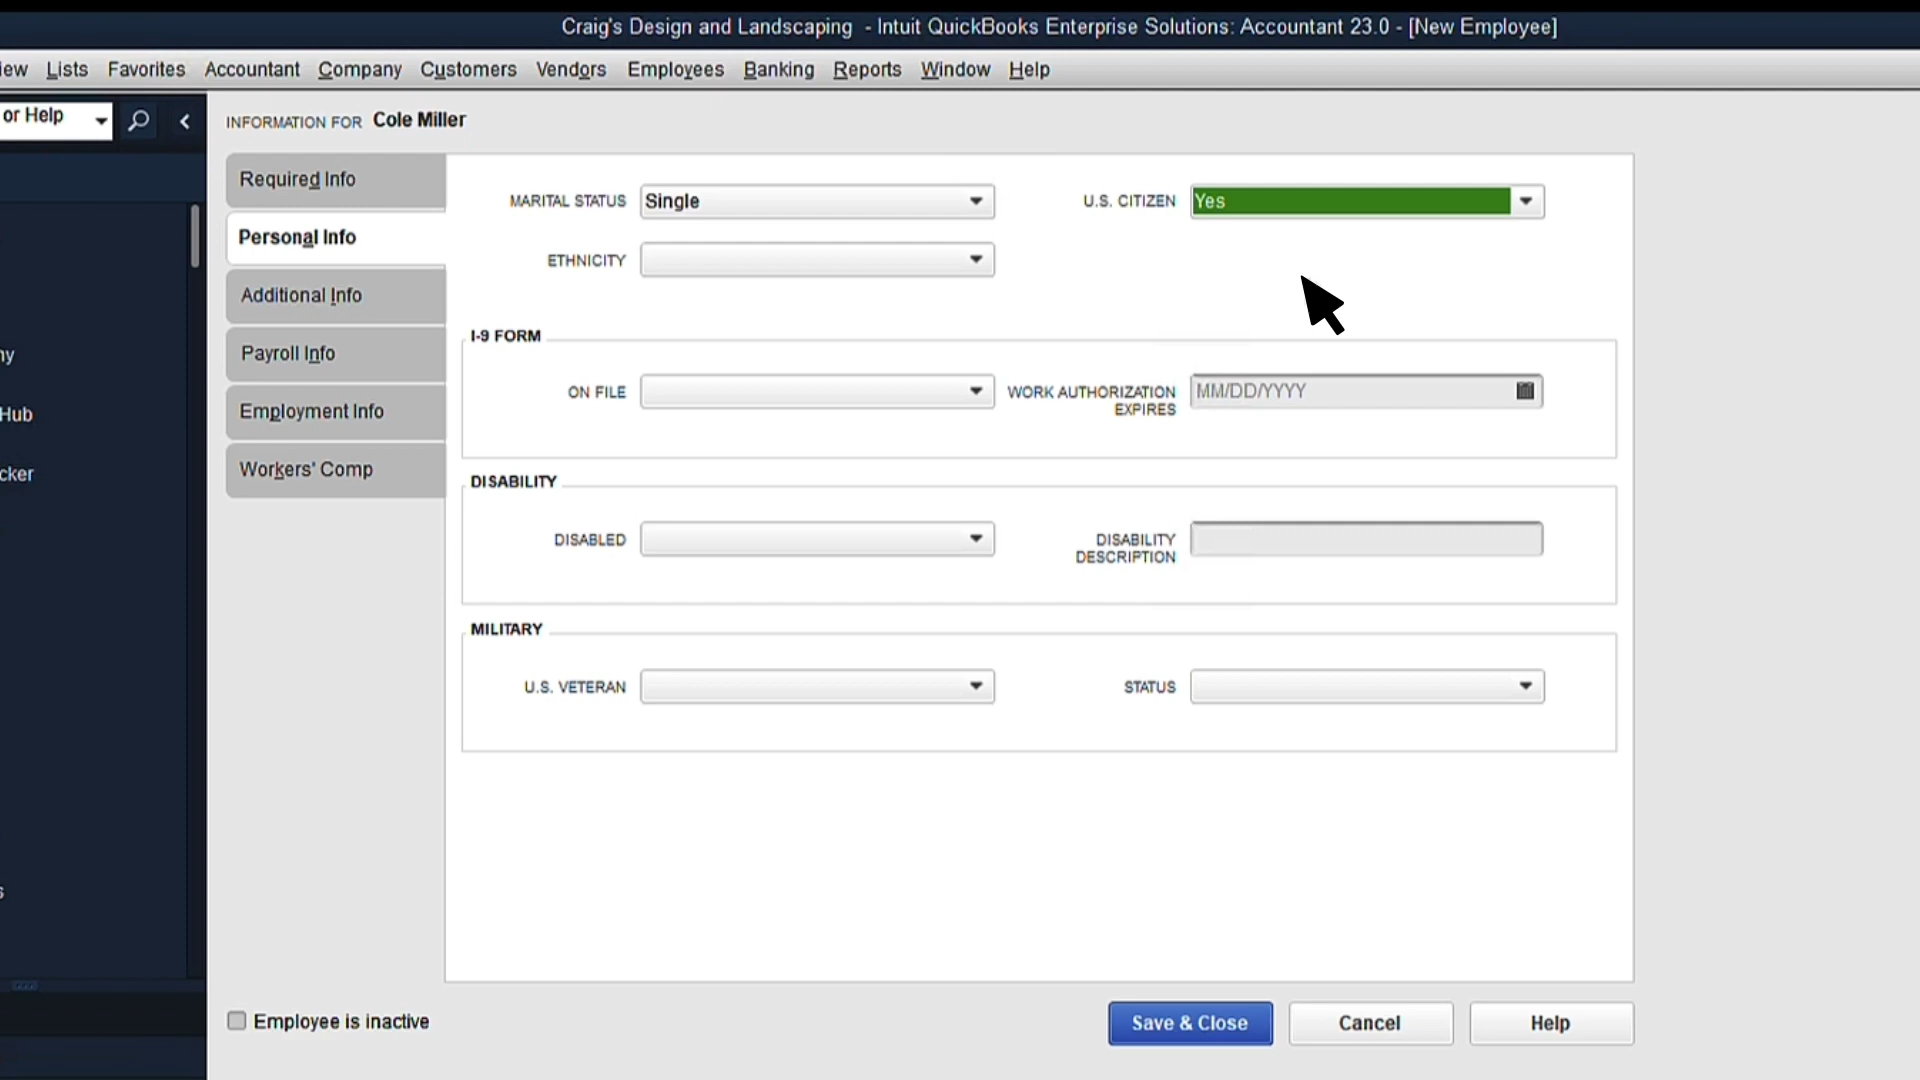 Craig's Design and Landscaping - Intuit QuickBooks Enterprise Solutions: Accountant 23.0 - [New Employee]
iew Lists Favorites Accountant Company Customers Vendors Employees Banking Reports Window Help
or Help
INFORMATION FOR Cole Miller
Required Info
Personal Info
Additional Info
Payroll Info
Employment Info
Workers' Comp
ny
Hub
cker
s
MARITAL STATUS Single
U.S. CITIZEN Yes
ETHNICITY
I-9 FORM
ON FILE
WORK AUTHORIZATION
EXPIRES
MM/DD/YYYY
DISABILITY
DISABLED
DISABILITY
DESCRIPTION
MILITARY
U.S. VETERAN
STATUS
Employee is inactive
Save & Close
Cancel
Help